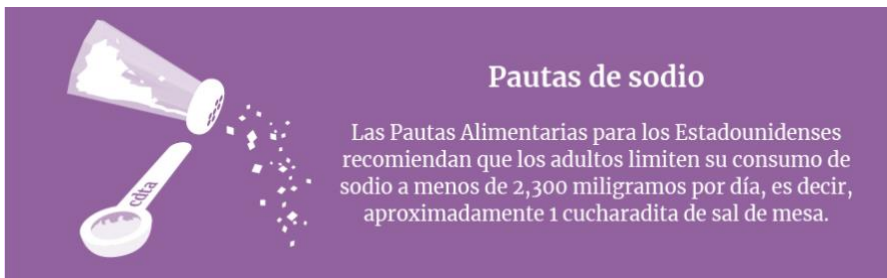 Pautas de sodio
Las Pautas Alimentarias para los Estadounidenses
recomiendan que los adultos limiten su consumo de
sodio a menos de 2,300 miligramos por día, es decir,
aproximadamente 1 cucharadita de sal de mesa.
cdta